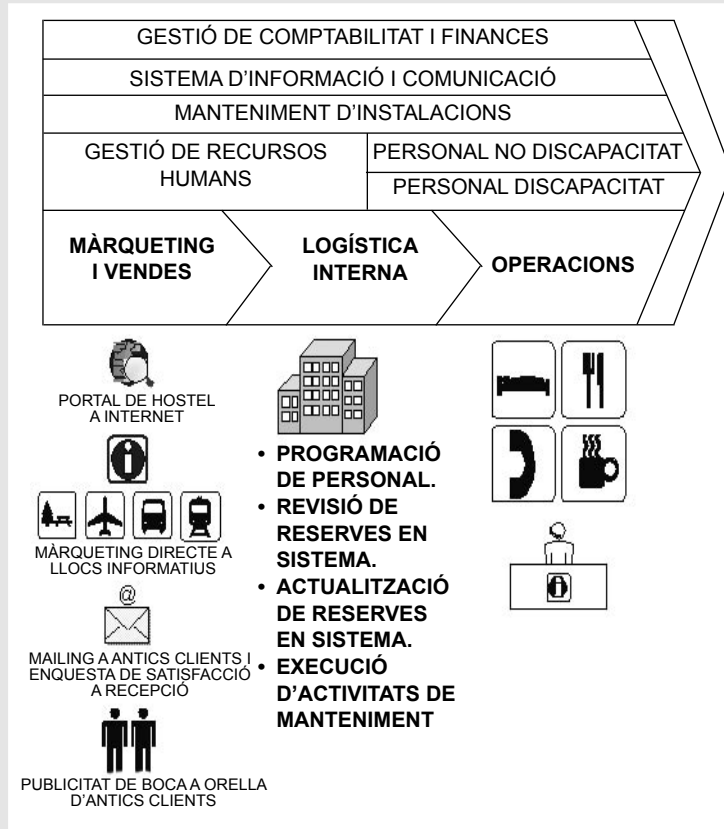 GESTIÓ DE COMPTABILITAT I FINANCES
SISTEMA D'INFORMACIÓ I COMUNICACIÓ
MANTENIMENT D'INSTALACIONS
GESTIÓ DE RECURSOS
HUMANS
PERSONAL NO DISCAPACITAT
PERSONAL DISCAPACITAT
MÀRQUETING
I VENDES
LOGÍSTICA
INTERNA
OPERACIONS
PORTAL DE HOSTEL
A INTERNET
MÀRQUETING DIRECTE A
LLOCS INFORMATIUS
@
MAILING A ANTICS CLIENTS I
ENQUESTA DE SATISFACCIÓ
A RECEPCIÓ
PUBLICITAT DE BOCA A ORELLA
D'ANTICS CLIENTS
• PROGRAMACIÓ
DE PERSONAL.
• REVISIÓ DE
RESERVES EN
SISTEMA.
• ACTUALITZACIÓ
DE RESERVES
EN SISTEMA.
• EXECUCIÓ
D'ACTIVITATS DE
MANTENIMENT